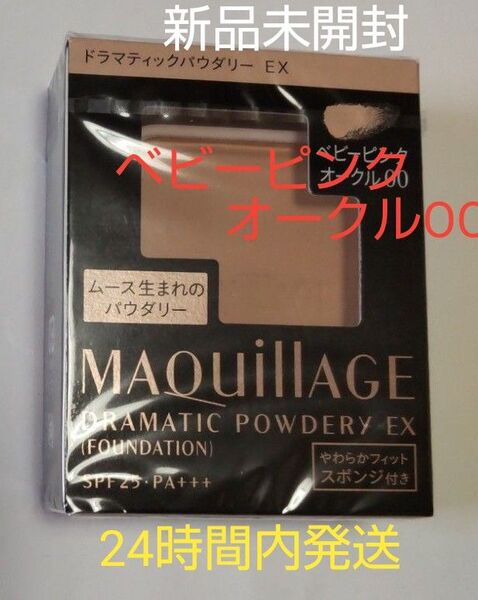 新品未開封
ドラマティックパウダリー EX
ベビーピンク
オークル00
ベビーピンク
オークル00
ムース生まれの
パウダリー
MAQuillAGE
DRAMATIC POWDERY EX
(FOUNDATION)
SPF25・PA+++
やわらかフィット
スポンジ付き
24時間内発送